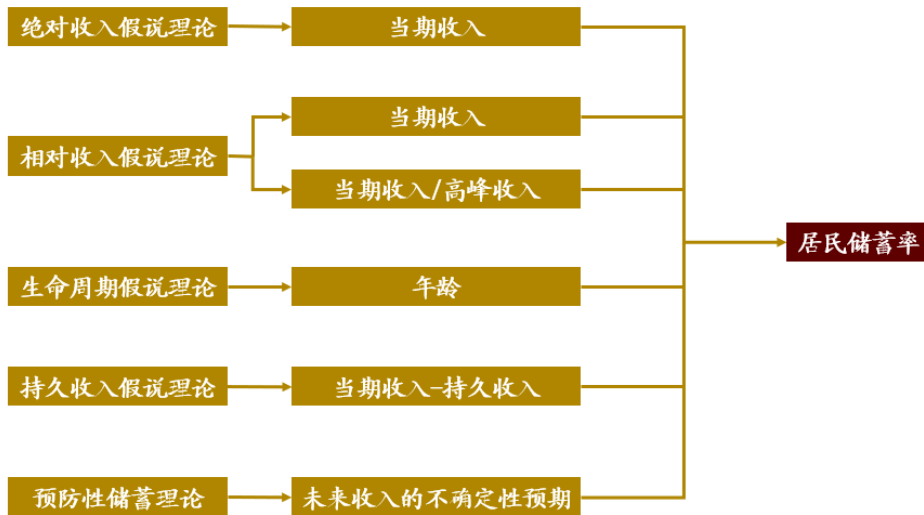 绝对收入假说理论
当期收入
相对收入假说理论
当期收入
当期收入/高峰收入
居民储蓄率
生命周期假说理论
年龄
持久收入假说理论
当期收入-持久收入
预防性储蓄理论
未来收入的不确定性预期